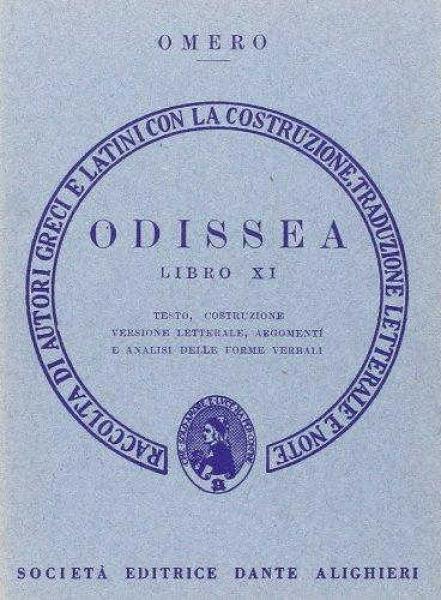 OMERO
RACCOLTA DI AUTORI GRECI E LATINI CON LA COSTRUZIONE, TRADUZIONE LETTERALE E NOTE
ODISSEA
LIBRO XI
TESTO, COSTRUZIONE
VERSIONE LETTERALE, ARGOMENTI
E ANALISI DELLE FORME VERBALI
SOCIETÀ EDITRICE DANTE ALIGHIERI